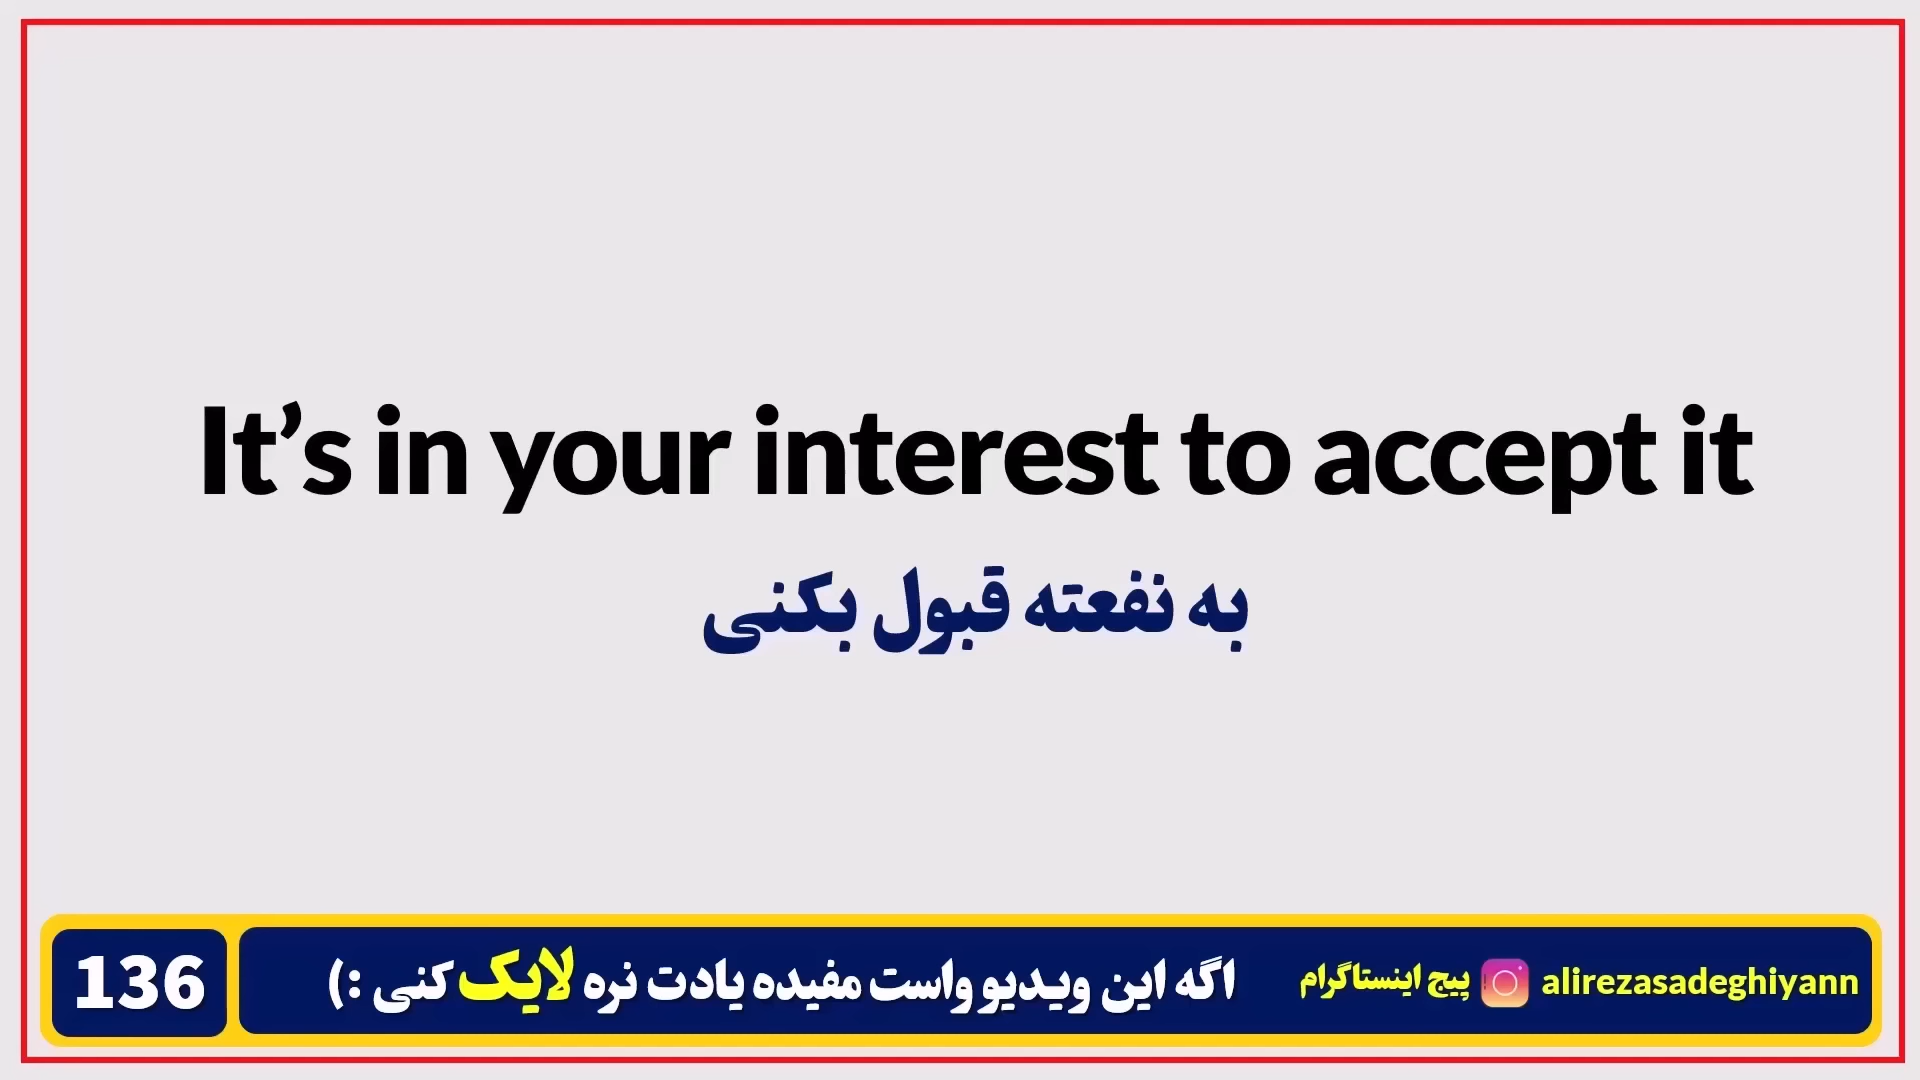 It’s in your interest to accept it
به نفعته قبول بکنی
136
اگه این ویدیو واست مفیده یادت نره لایک کنی :)
پیج اینستاگرام
alirezasadeghiyann